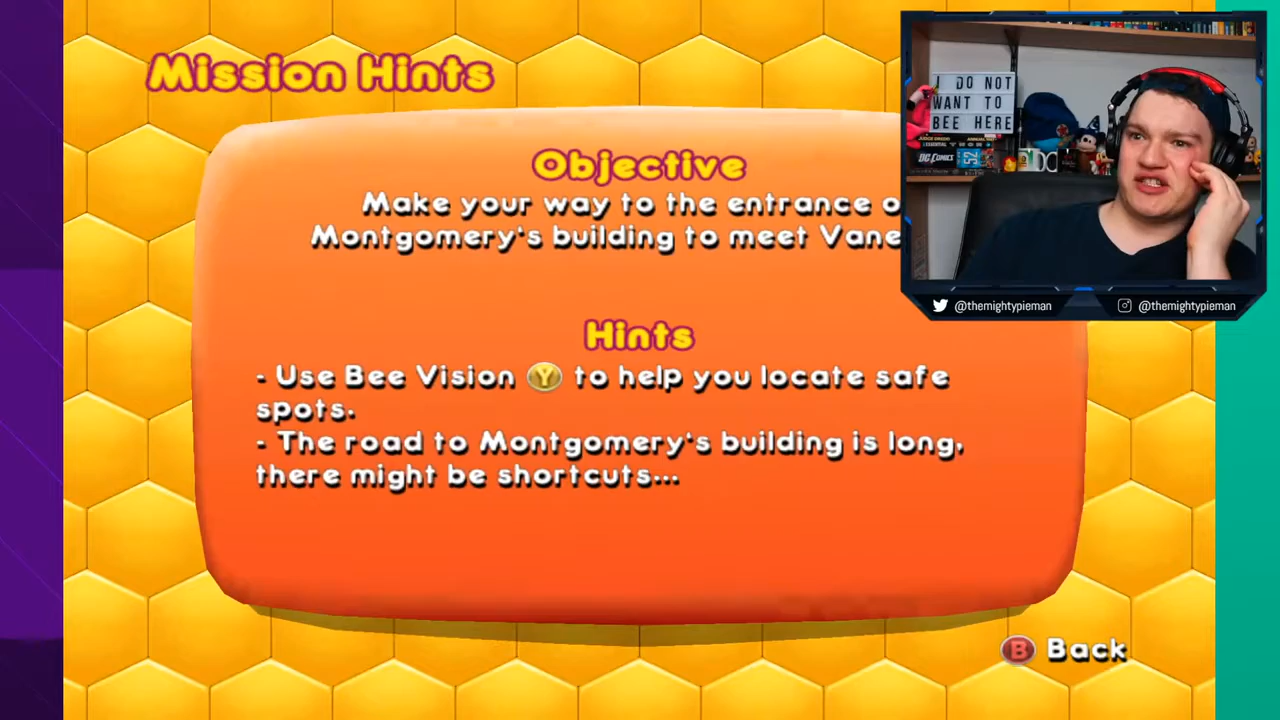 Mission Hints
I DO NOT
WANT TO
BEE HERE
DC COMICS
Objective
Make your way to the entrance o
Montgomery's building to meet Vane
@themightypieman
@themightypieman
Hints
- Use Bee Vision Y to help you locate safe
spots.
- The road to Montgomery's building is long,
there might be shortcuts...
B Back